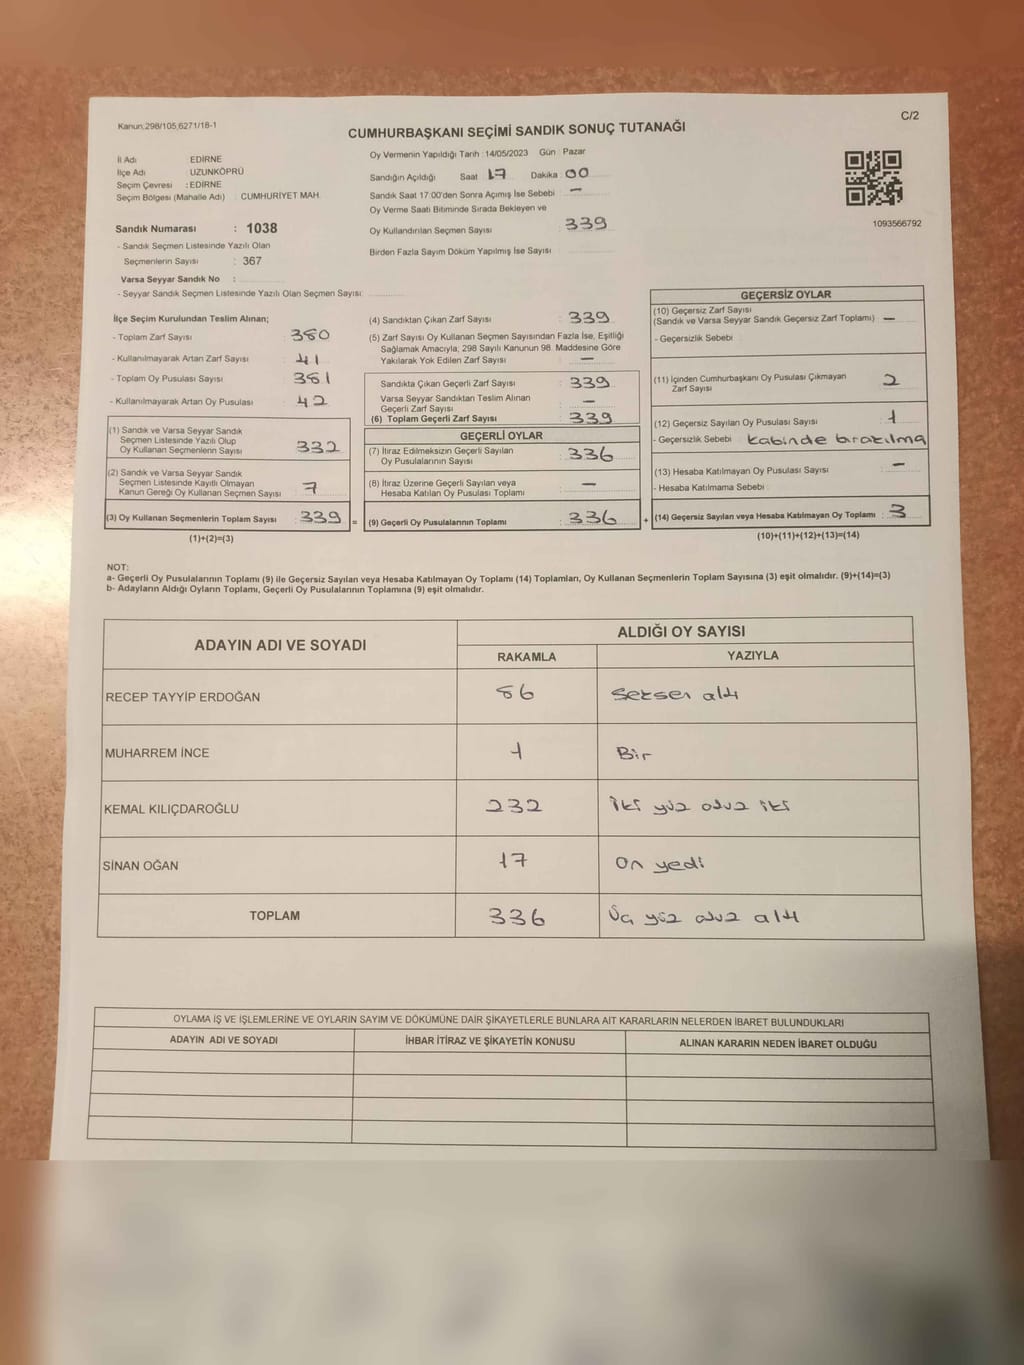 Kanun;298/105,6271/18-1
C/2
CUMHURBAŞKANI SEÇİMİ SANDIK SONUÇ TUTANAĞI
İl Adı EDİRNE
İlçe Adı UZUNKÖPRÜ
Seçim Çevresi : EDİRNE
Seçim Bölgesi (Mahalle Adı) : CUMHURİYET MAH.
Sandık Numarası : 1038
- Sandık Seçmen Listesinde Yazılı Olan
Seçmenlerin Sayısı : 367
Varsa Seyyar Sandık No :
- Seyyar Sandık Seçmen Listesinde Yazılı Olan Seçmen Sayısı:
Oy Vermenin Yapıldığı Tarih : 14/05/2023 Gün : Pazar
Sandığın Açıldığı Saat : 17 Dakika : 00
Sandık Saat 17:00'den Sonra Açımış İse Sebebi : —
Oy Verme Saati Bitiminde Sırada Bekleyen ve
Oy Kullandırılan Seçmen Sayısı : 339
Birden Fazla Sayım Döküm Yapılmış İse Sayısı :
1093566792
İlçe Seçim Kurulundan Teslim Alınan;
- Toplam Zarf Sayısı : 380
- Kullanılmayarak Artan Zarf Sayısı : 41
- Toplam Oy Pusulası Sayısı : 381
- Kullanılmayarak Artan Oy Pusulası : 42
(1) Sandık ve Varsa Seyyar Sandık
Seçmen Listesinde Yazılı Olup
Oy Kullanan Seçmenlerin Sayısı : 332
(2) Sandık ve Varsa Seyyar Sandık
Seçmen Listesinde Kayıtlı Olmayan
Kanun Gereği Oy Kullanan Seçmen Sayısı : 7
(3) Oy Kullanan Seçmenlerin Toplam Sayısı : 339
(1)+(2)=(3)
(4) Sandıktan Çıkan Zarf Sayısı : 339
(5) Zarf Sayısı Oy Kullanan Seçmen Sayısından Fazla İse, Eşitliği
Sağlamak Amacıyla; 298 Sayılı Kanunun 98. Maddesine Göre
Yakılarak Yok Edilen Zarf Sayısı : —
Sandıkta Çıkan Geçerli Zarf Sayısı : 339
Varsa Seyyar Sandıktan Teslim Alınan
Geçerli Zarf Sayısı : —
(6) Toplam Geçerli Zarf Sayısı : 339
GEÇERLİ OYLAR
(7) İtiraz Edilmeksizin Geçerli Sayılan
Oy Pusulalarının Sayısı : 336
(8) İtiraz Üzerine Geçerli Sayılan veya
Hesaba Katılan Oy Pusulası Toplamı : —
= (9) Geçerli Oy Pusulalarının Toplamı : 336 +
GEÇERSİZ OYLAR
(10) Geçersiz Zarf Sayısı
(Sandık ve Varsa Seyyar Sandık Geçersiz Zarf Toplamı) : —
- Geçersizlik Sebebi :
(11) İçinden Cumhurbaşkanı Oy Pusulası Çıkmayan
Zarf Sayısı : 2
(12) Geçersiz Sayılan Oy Pusulası Sayısı : 1
- Geçersizlik Sebebi : kabinde bırakılma
(13) Hesaba Katılmayan Oy Pusulası Sayısı : —
- Hesaba Katılmama Sebebi :
(14) Geçersiz Sayılan veya Hesaba Katılmayan Oy Toplamı : 3
(10)+(11)+(12)+(13)=(14)
NOT:
a- Geçerli Oy Pusulalarının Toplamı (9) ile Geçersiz Sayılan veya Hesaba Katılmayan Oy Toplamı (14) Toplamları, Oy Kullanan Seçmenlerin Toplam Sayısına (3) eşit olmalıdır. (9)+(14)=(3)
b- Adayların Aldığı Oyların Toplamı, Geçerli Oy Pusulalarının Toplamına (9) eşit olmalıdır.
ADAYIN ADI VE SOYADI
ALDIĞI OY SAYISI
RAKAMLA YAZIYLA
RECEP TAYYİP ERDOĞAN 86 Seksen altı
MUHARREM İNCE 1 Bir
KEMAL KILIÇDAROĞLU 232 İki yüz otuz iki
SİNAN OĞAN 17 On yedi
TOPLAM 336 Üç yüz otuz altı
OYLAMA İŞ VE İŞLEMLERİNE VE OYLARIN SAYIM VE DÖKÜMÜNE DAİR ŞİKAYETLERLE BUNLARA AİT KARARLARIN NELERDEN İBARET BULUNDUKLARI
ADAYIN ADI VE SOYADI İHBAR İTİRAZ VE ŞİKAYETİN KONUSU ALINAN KARARIN NEDEN İBARET OLDUĞU